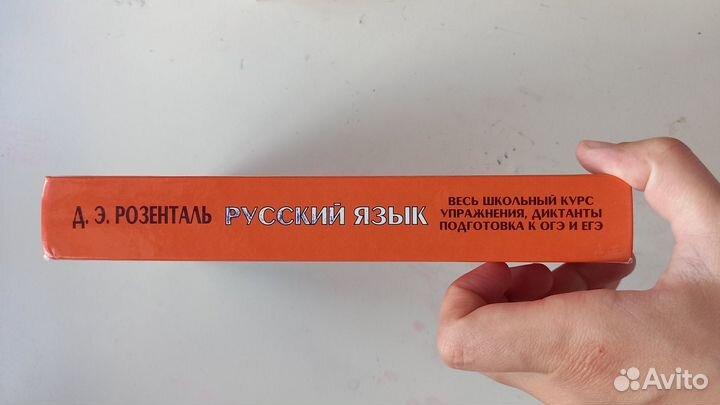 Д. Э. РОЗЕНТАЛЬ РУССКИЙ ЯЗЫК
ВЕСЬ ШКОЛЬНЫЙ КУРС
УПРАЖНЕНИЯ, ДИКТАНТЫ
ПОДГОТОВКА К ОГЭ И ЕГЭ
Avito